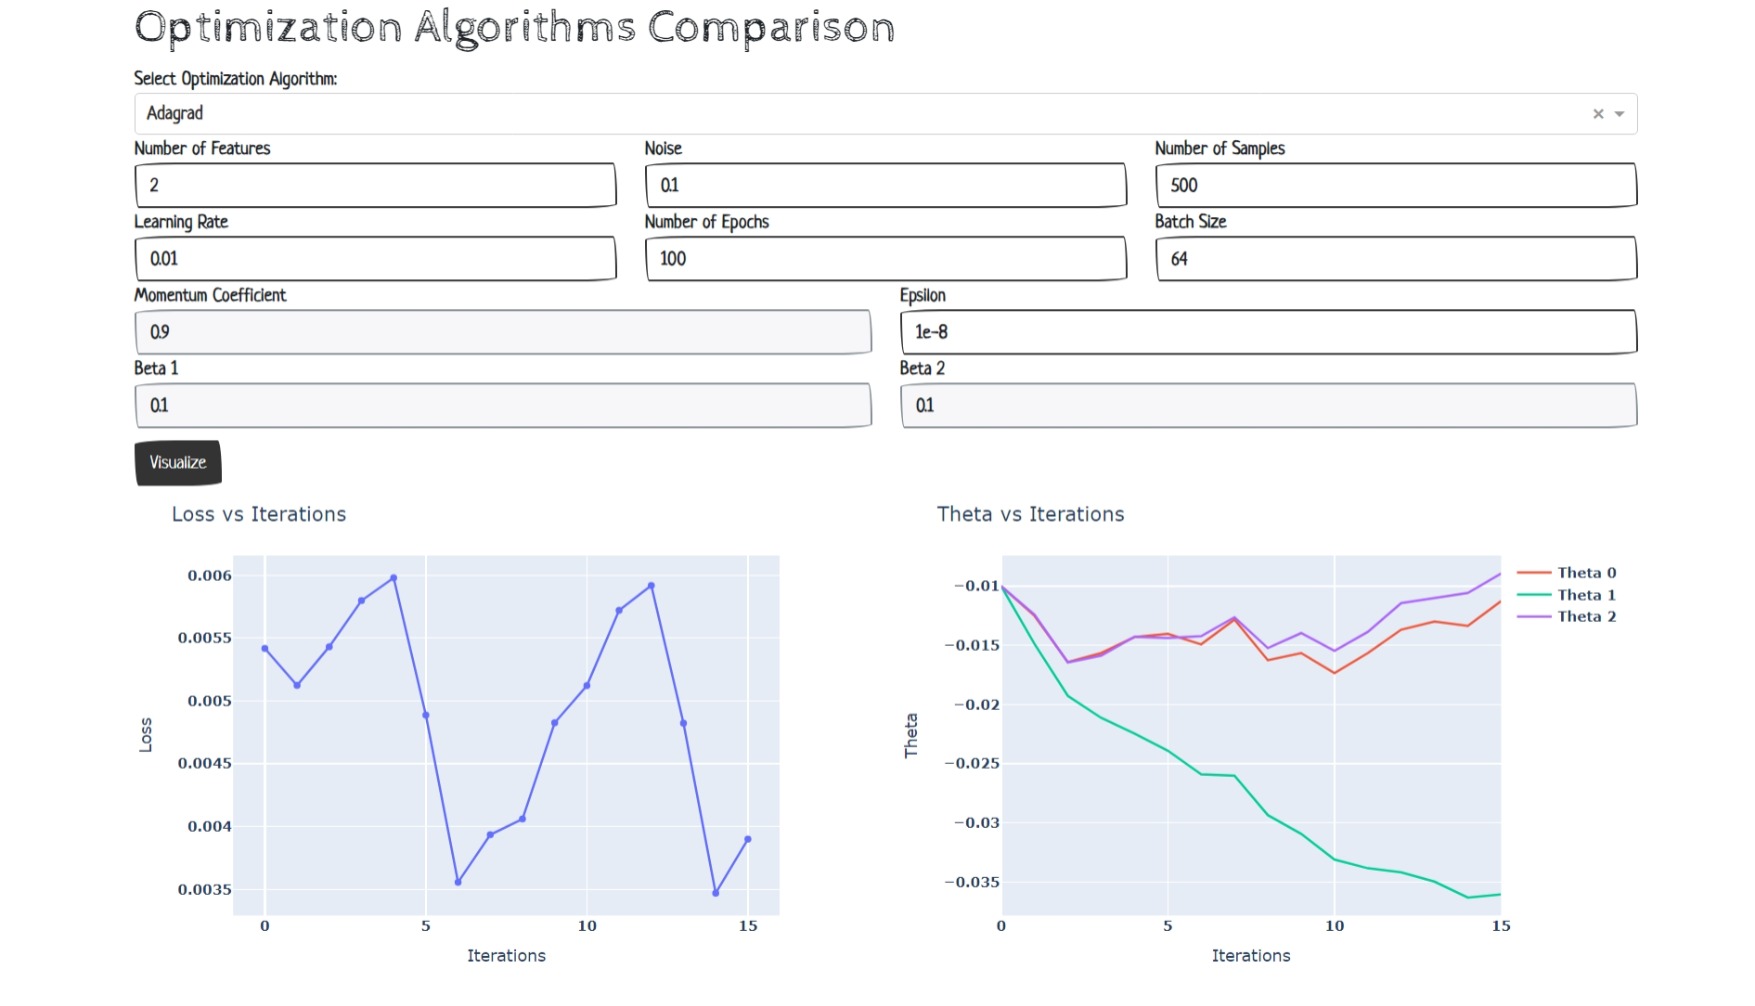 Optimization Algorithms Comparison
Select Optimization Algorithm:
Adagrad
Number of Features
Noise
Number of Samples
2
0.1
500
Learning Rate
Number of Epochs
Batch Size
0.01
100
64
Momentum Coefficient
Epsilon
0.9
1e-8
Beta 1
Beta 2
0.1
0.1
Visualize
Loss vs Iterations
0.006
0.0055
0.005
0.0045
0.004
0.0035
Loss
0 5 10 15
Iterations
Theta vs Iterations
−0.01
−0.015
−0.02
−0.025
−0.03
−0.035
Theta
0 5 10 15
Iterations
Theta 0
Theta 1
Theta 2